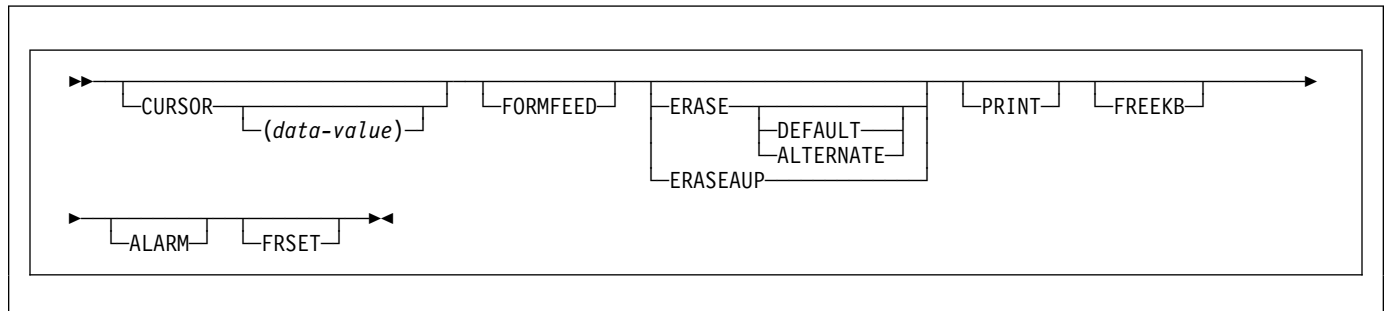 CURSOR FORMFEED ERASE PRINT FREEKB
(data-value) DEFAULT
ALTERNATE
ERASEAUP
ALARM FRSET